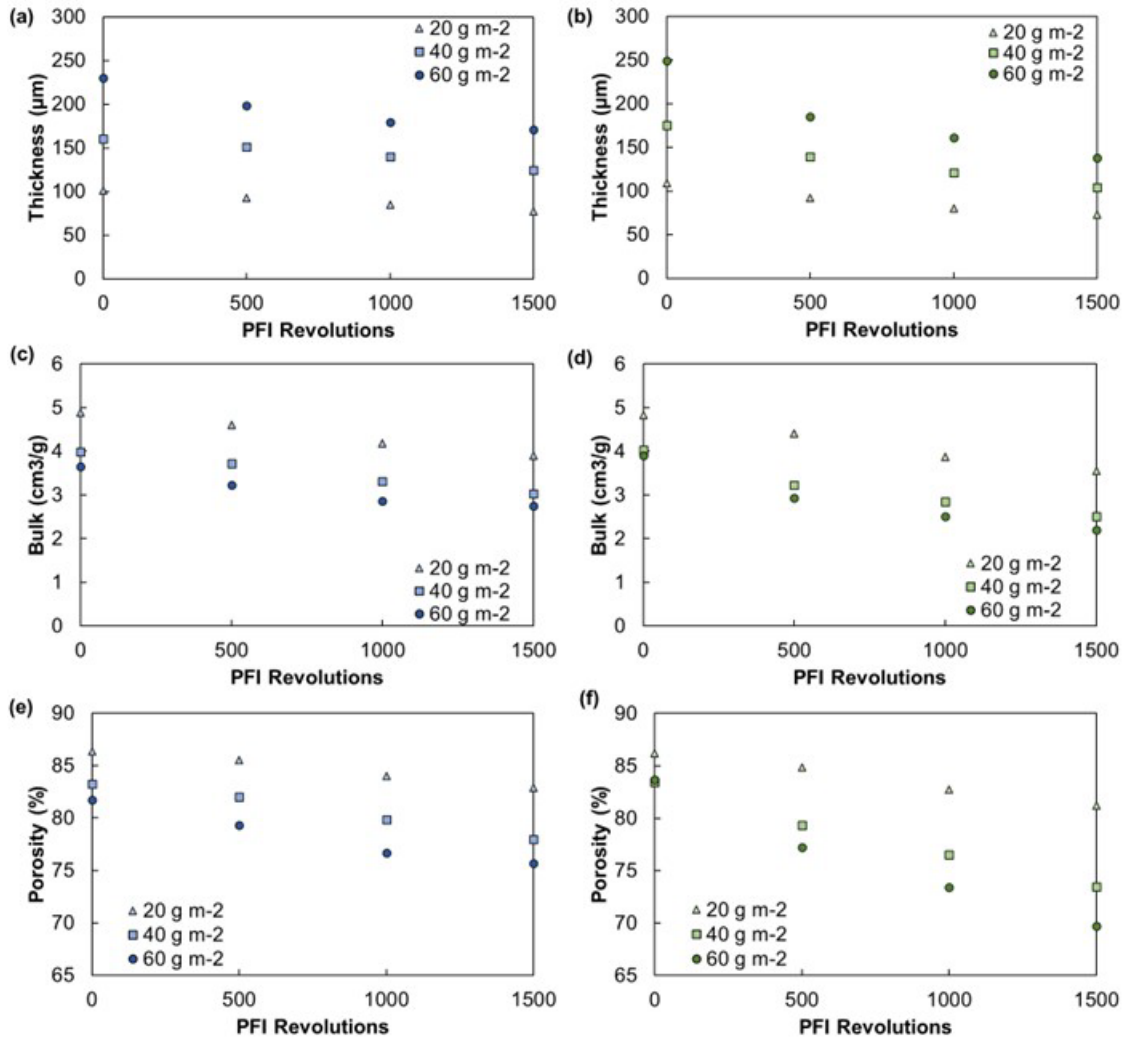 (a)
300
250
200
150
100
50
0
Thickness (µm)
20 g m-2
40 g m-2
60 g m-2
0 500 1000 1500
PFI Revolutions
(b)
300
250
200
150
100
50
0
Thickness (µm)
20 g m-2
40 g m-2
60 g m-2
0 500 1000 1500
PFI Revolutions
(c)
6
5
4
3
2
1
0
Bulk (cm3/g)
20 g m-2
40 g m-2
60 g m-2
0 500 1000 1500
PFI Revolutions
(d)
6
5
4
3
2
1
0
Bulk (cm3/g)
20 g m-2
40 g m-2
60 g m-2
0 500 1000 1500
PFI Revolutions
(e)
90
85
80
75
70
65
Porosity (%)
20 g m-2
40 g m-2
60 g m-2
0 500 1000 1500
PFI Revolutions
(f)
90
85
80
75
70
65
Porosity (%)
20 g m-2
40 g m-2
60 g m-2
0 500 1000 1500
PFI Revolutions